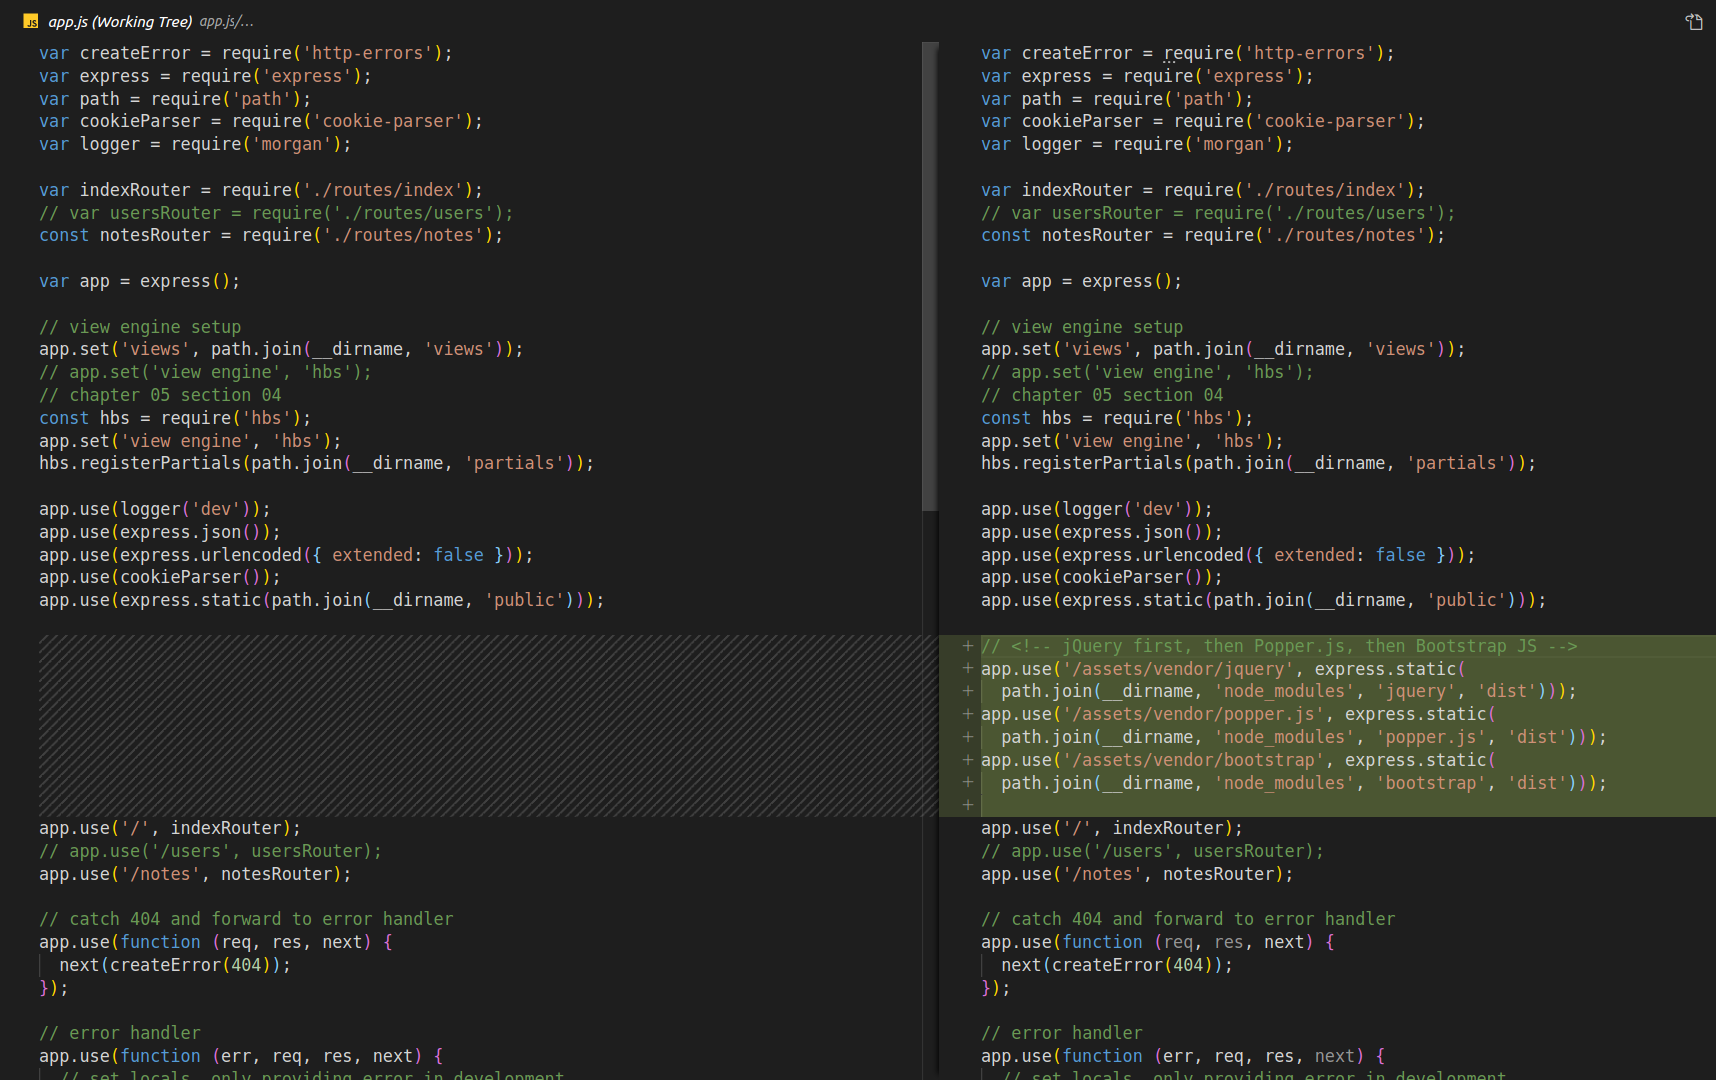 app.js (Working Tree) app.js/...
var createError = require('http-errors');
var express = require('express');
var path = require('path');
var cookieParser = require('cookie-parser');
var logger = require('morgan');
var indexRouter = require('./routes/index');
// var usersRouter = require('./routes/users');
const notesRouter = require('./routes/notes');
var app = express();
// view engine setup
app.set('views', path.join(__dirname, 'views'));
// app.set('view engine', 'hbs');
// chapter 05 section 04
const hbs = require('hbs');
app.set('view engine', 'hbs');
hbs.registerPartials(path.join(__dirname, 'partials'));
app.use(logger('dev'));
app.use(express.json());
app.use(express.urlencoded({ extended: false }));
app.use(cookieParser());
app.use(express.static(path.join(__dirname, 'public')));
app.use('/', indexRouter);
// app.use('/users', usersRouter);
app.use('/notes', notesRouter);
// catch 404 and forward to error handler
app.use(function (req, res, next) {
next(createError(404));
});
// error handler
app.use(function (err, req, res, next) {
// set locals, only providing error in development
var createError = require('http-errors');
var express = require('express');
var path = require('path');
var cookieParser = require('cookie-parser');
var logger = require('morgan');
var indexRouter = require('./routes/index');
// var usersRouter = require('./routes/users');
const notesRouter = require('./routes/notes');
var app = express();
// view engine setup
app.set('views', path.join(__dirname, 'views'));
// app.set('view engine', 'hbs');
// chapter 05 section 04
const hbs = require('hbs');
app.set('view engine', 'hbs');
hbs.registerPartials(path.join(__dirname, 'partials'));
app.use(logger('dev'));
app.use(express.json());
app.use(express.urlencoded({ extended: false }));
app.use(cookieParser());
app.use(express.static(path.join(__dirname, 'public')));
+ // <!-- jQuery first, then Popper.js, then Bootstrap JS -->
+ app.use('/assets/vendor/jquery', express.static(
+ path.join(__dirname, 'node_modules', 'jquery', 'dist')));
+ app.use('/assets/vendor/popper.js', express.static(
+ path.join(__dirname, 'node_modules', 'popper.js', 'dist')));
+ app.use('/assets/vendor/bootstrap', express.static(
+ path.join(__dirname, 'node_modules', 'bootstrap', 'dist')));
+
app.use('/', indexRouter);
// app.use('/users', usersRouter);
app.use('/notes', notesRouter);
// catch 404 and forward to error handler
app.use(function (req, res, next) {
next(createError(404));
});
// error handler
app.use(function (err, req, res, next) {
// set locals, only providing error in development